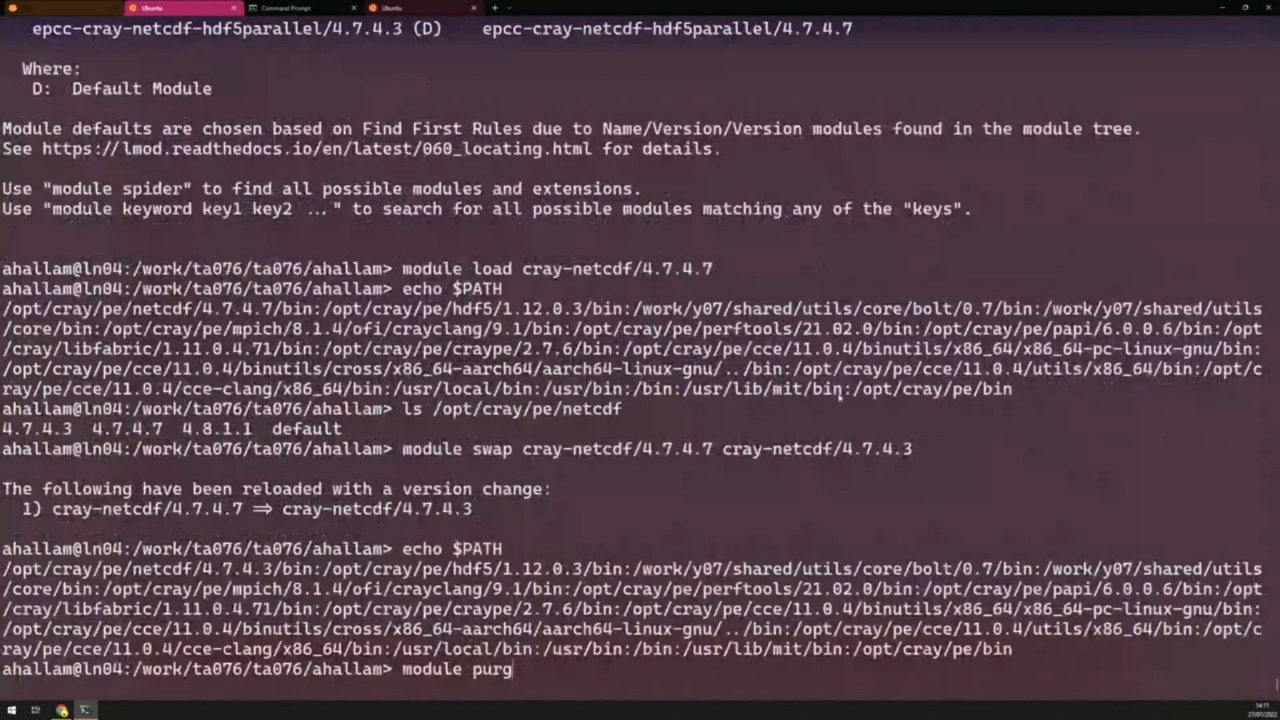 Ubuntu
Command Prompt
Ubuntu
epcc-cray-netcdf-hdf5parallel/4.7.4.3 (D)    epcc-cray-netcdf-hdf5parallel/4.7.4.7
Where:
D:  Default Module
Module defaults are chosen based on Find First Rules due to Name/Version/Version modules found in the module tree.
See https://lmod.readthedocs.io/en/latest/060_locating.html for details.
Use "module spider" to find all possible modules and extensions.
Use "module keyword key1 key2 ..." to search for all possible modules matching any of the "keys".
ahallam@ln04:/work/ta076/ta076/ahallam> module load cray-netcdf/4.7.4.7
ahallam@ln04:/work/ta076/ta076/ahallam> echo $PATH
/opt/cray/pe/netcdf/4.7.4.7/bin:/opt/cray/pe/hdf5/1.12.0.3/bin:/work/y07/shared/utils/core/bolt/0.7/bin:/work/y07/shared/utils
/core/bin:/opt/cray/pe/mpich/8.1.4/ofi/crayclang/9.1/bin:/opt/cray/pe/perftools/21.02.0/bin:/opt/cray/pe/papi/6.0.0.6/bin:/opt
/cray/libfabric/1.11.0.4.71/bin:/opt/cray/pe/craype/2.7.6/bin:/opt/cray/pe/cce/11.0.4/binutils/x86_64/x86_64-pc-linux-gnu/bin:
/opt/cray/pe/cce/11.0.4/binutils/cross/x86_64-aarch64/aarch64-linux-gnu/../bin:/opt/cray/pe/cce/11.0.4/utils/x86_64/bin:/opt/c
ray/pe/cce/11.0.4/cce-clang/x86_64/bin:/usr/local/bin:/usr/bin:/bin:/usr/lib/mit/bin:/opt/cray/pe/bin
ahallam@ln04:/work/ta076/ta076/ahallam> ls /opt/cray/pe/netcdf
4.7.4.3  4.7.4.7  4.8.1.1  default
ahallam@ln04:/work/ta076/ta076/ahallam> module swap cray-netcdf/4.7.4.7 cray-netcdf/4.7.4.3
The following have been reloaded with a version change:
1) cray-netcdf/4.7.4.7 => cray-netcdf/4.7.4.3
ahallam@ln04:/work/ta076/ta076/ahallam> echo $PATH
/opt/cray/pe/netcdf/4.7.4.3/bin:/opt/cray/pe/hdf5/1.12.0.3/bin:/work/y07/shared/utils/core/bolt/0.7/bin:/work/y07/shared/utils
/core/bin:/opt/cray/pe/mpich/8.1.4/ofi/crayclang/9.1/bin:/opt/cray/pe/perftools/21.02.0/bin:/opt/cray/pe/papi/6.0.0.6/bin:/opt
/cray/libfabric/1.11.0.4.71/bin:/opt/cray/pe/craype/2.7.6/bin:/opt/cray/pe/cce/11.0.4/binutils/x86_64/x86_64-pc-linux-gnu/bin:
/opt/cray/pe/cce/11.0.4/binutils/cross/x86_64-aarch64/aarch64-linux-gnu/../bin:/opt/cray/pe/cce/11.0.4/utils/x86_64/bin:/opt/c
ray/pe/cce/11.0.4/cce-clang/x86_64/bin:/usr/local/bin:/usr/bin:/bin:/usr/lib/mit/bin:/opt/cray/pe/bin
ahallam@ln04:/work/ta076/ta076/ahallam> module purg
14:11
27/07/2022